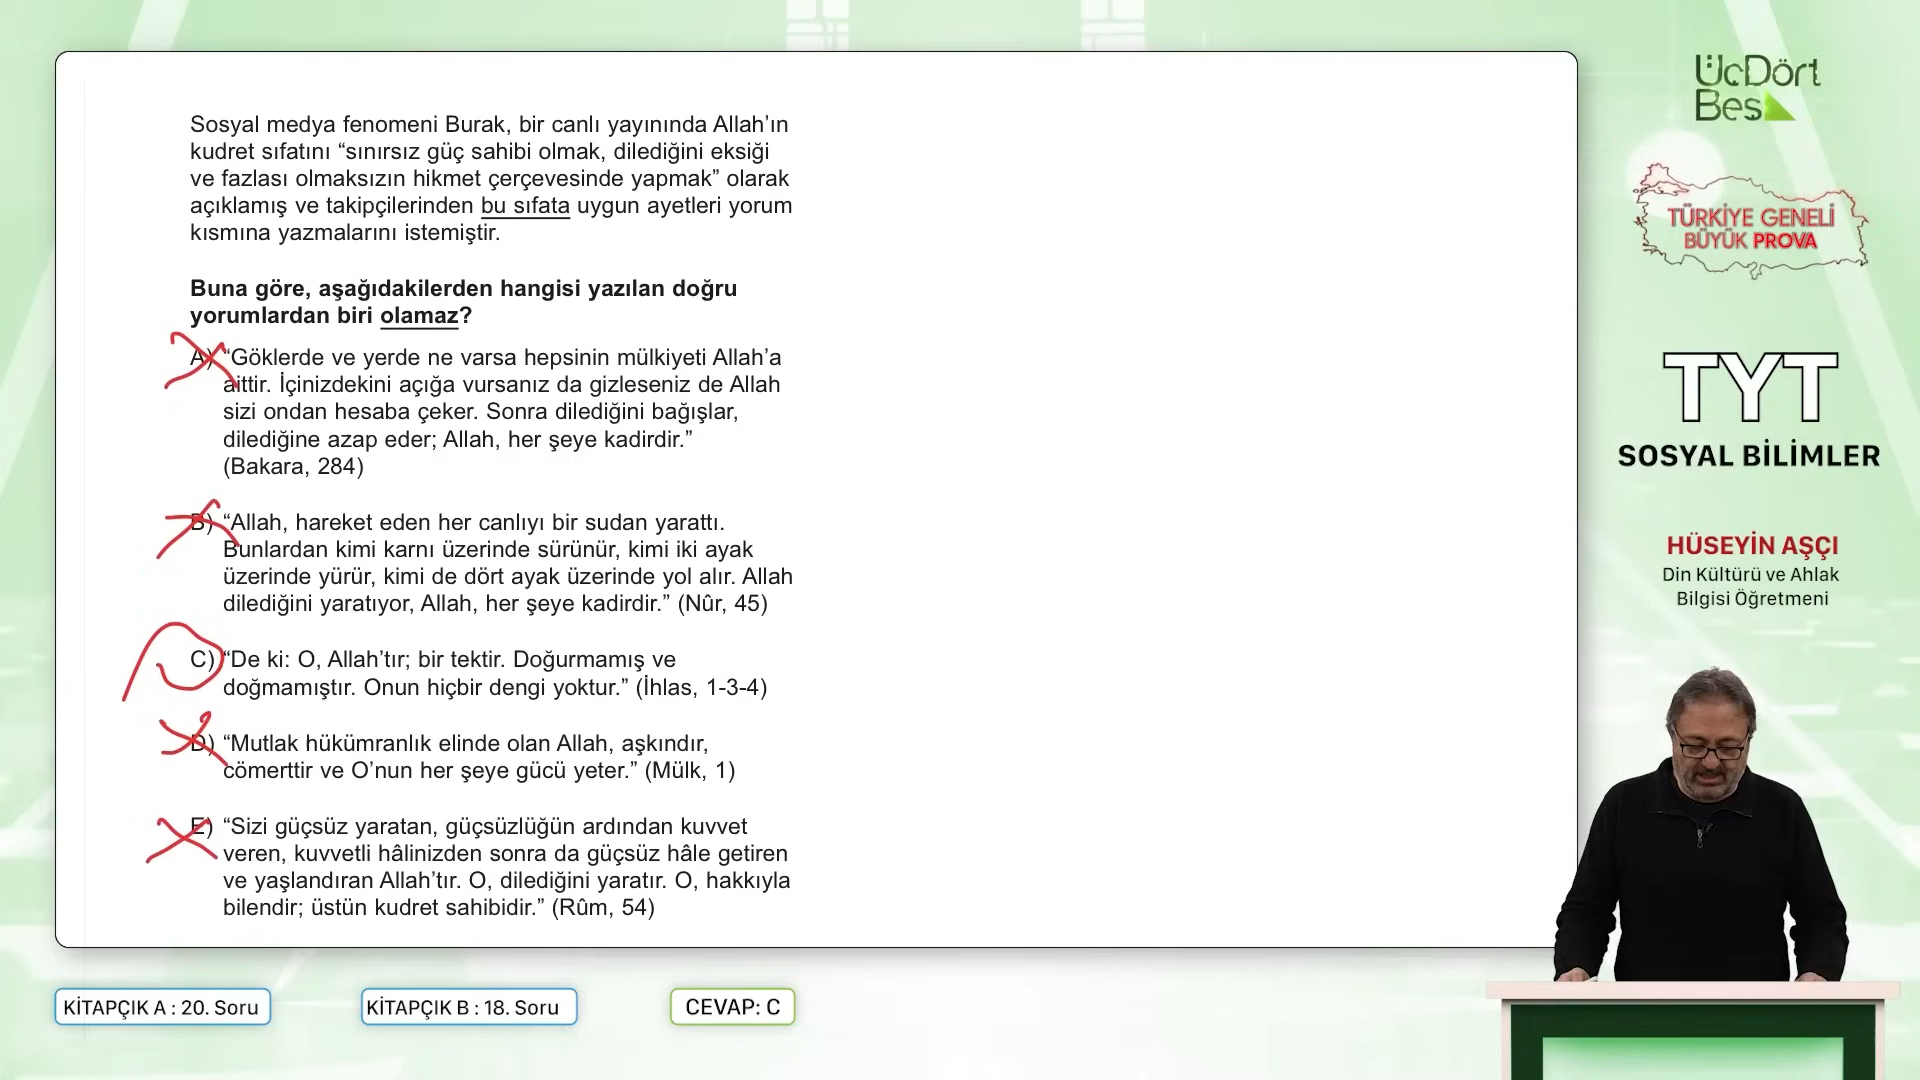 Sosyal medya fenomeni Burak, bir canlı yayınında Allah’ın
kudret sıfatını “sınırsız güç sahibi olmak, dilediğini eksiği
ve fazlası olmaksızın hikmet çerçevesinde yapmak” olarak
açıklamış ve takipçilerinden bu sıfata uygun ayetleri yorum
kısmına yazmalarını istemiştir.
Buna göre, aşağıdakilerden hangisi yazılan doğru
yorumlardan biri olamaz?
A) “Göklerde ve yerde ne varsa hepsinin mülkiyeti Allah’a
aittir. İçinizdekini açığa vursanız da gizleseniz de Allah
sizi ondan hesaba çeker. Sonra dilediğini bağışlar,
dilediğine azap eder; Allah, her şeye kadirdir.”
(Bakara, 284)
B) “Allah, hareket eden her canlıyı bir sudan yarattı.
Bunlardan kimi karnı üzerinde sürünür, kimi iki ayak
üzerinde yürür, kimi de dört ayak üzerinde yol alır. Allah
dilediğini yaratıyor, Allah, her şeye kadirdir.” (Nûr, 45)
C) “De ki: O, Allah’tır; bir tektir. Doğurmamış ve
doğmamıştır. Onun hiçbir dengi yoktur.” (İhlas, 1-3-4)
D) “Mutlak hükümranlık elinde olan Allah, aşkındır,
cömerttir ve O’nun her şeye gücü yeter.” (Mülk, 1)
E) “Sizi güçsüz yaratan, güçsüzlüğün ardından kuvvet
veren, kuvvetli hâlinizden sonra da güçsüz hâle getiren
ve yaşlandıran Allah’tır. O, dilediğini yaratır. O, hakkıyla
bilendir; üstün kudret sahibidir.” (Rûm, 54)
KİTAPÇIK A : 20. Soru
KİTAPÇIK B : 18. Soru
CEVAP: C
ÜçDört
Beş
TÜRKİYE GENELİ
BÜYÜK PROVA
TYT
SOSYAL BİLİMLER
HÜSEYİN AŞÇI
Din Kültürü ve Ahlak
Bilgisi Öğretmeni